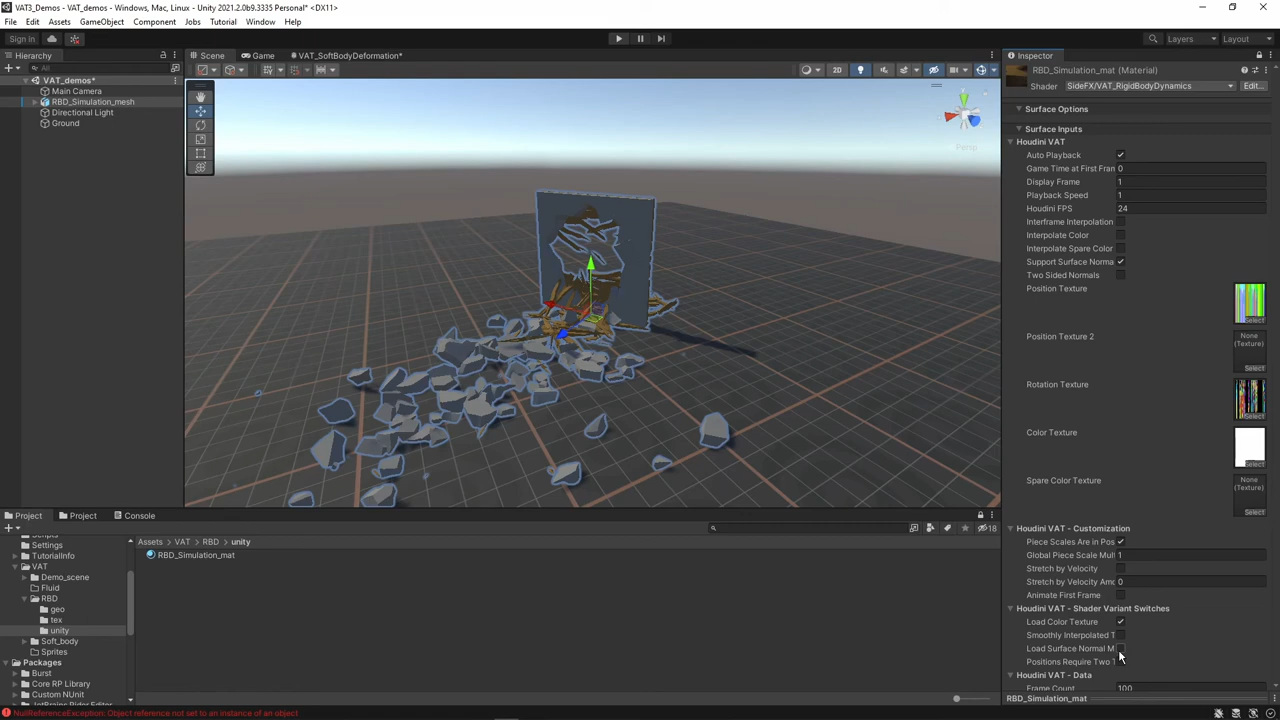 VAT3_Demos - VAT_demos - Windows, Mac, Linux - Unity 2021.2.0b9.3335 Personal* <DX11>
File Edit Assets GameObject Component Jobs Tutorial Window Help
Sign In
Layers
Layout
Hierarchy
All
VAT_demos*
Main Camera
RBD_Simulation_mesh
Directional Light
Ground
Scene
Game
VAT_SoftBodyDeformation*
2D
Persp
Inspector
RBD_Simulation_mat (Material)
Shader SideFX/VAT_RigidBodyDynamics Edit...
Surface Options
Surface Inputs
Houdini VAT
Auto Playback
Game Time at First Fran 0
Display Frame 1
Playback Speed 1
Houdini FPS 24
Interframe Interpolation
Interpolate Color
Interpolate Spare Color
Support Surface Norma
Two Sided Normals
Position Texture
Select
Position Texture 2
None
(Texture)
Select
Rotation Texture
Select
Color Texture
Select
Spare Color Texture
None
(Texture)
Select
Houdini VAT - Customization
Piece Scales Are in Pos
Global Piece Scale Mult 1
Stretch by Velocity
Stretch by Velocity Amo 0
Animate First Frame
Houdini VAT - Shader Variant Switches
Load Color Texture
Smoothly Interpolated T
Load Surface Normal M
Positions Require Two T
Houdini VAT - Data
Frame Count 100
RBD_Simulation_mat
Project
Project
Console
18
Settings
TutorialInfo
VAT
Demo_scene
Fluid
RBD
geo
tex
unity
Soft_body
Sprites
Packages
Burst
Core RP Library
Custom NUnit
JetBrains Rider Editor
Assets > VAT > RBD > unity
RBD_Simulation_mat
NullReferenceException: Object reference not set to an instance of an object